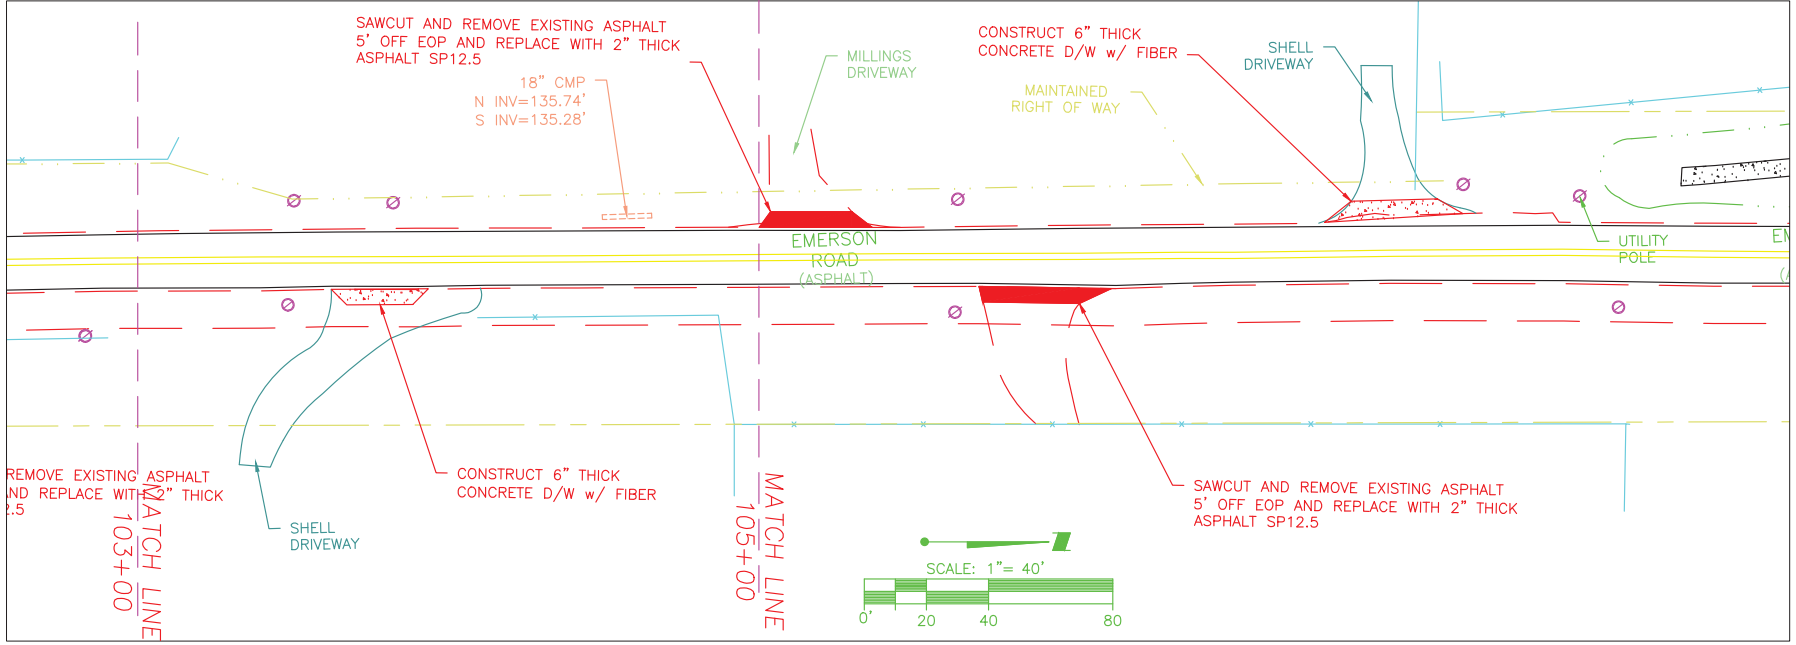 SAWCUT AND REMOVE EXISTING ASPHALT
5' OFF EOP AND REPLACE WITH 2" THICK
ASPHALT SP12.5
18" CMP
N INV=135.74'
S INV=135.28'
MILLINGS
DRIVEWAY
CONSTRUCT 6" THICK
CONCRETE D/W w/ FIBER
MAINTAINED
RIGHT OF WAY
SHELL
DRIVEWAY
EMERSON
ROAD
(ASPHALT)
UTILITY
POLE
EM
(A
REMOVE EXISTING ASPHALT
AND REPLACE WITH 2" THICK
2.5
MATCH LINE
103+00
SHELL
DRIVEWAY
CONSTRUCT 6" THICK
CONCRETE D/W w/ FIBER
MATCH LINE
105+00
SAWCUT AND REMOVE EXISTING ASPHALT
5' OFF EOP AND REPLACE WITH 2" THICK
ASPHALT SP12.5
SCALE: 1"= 40'
0' 20 40 80